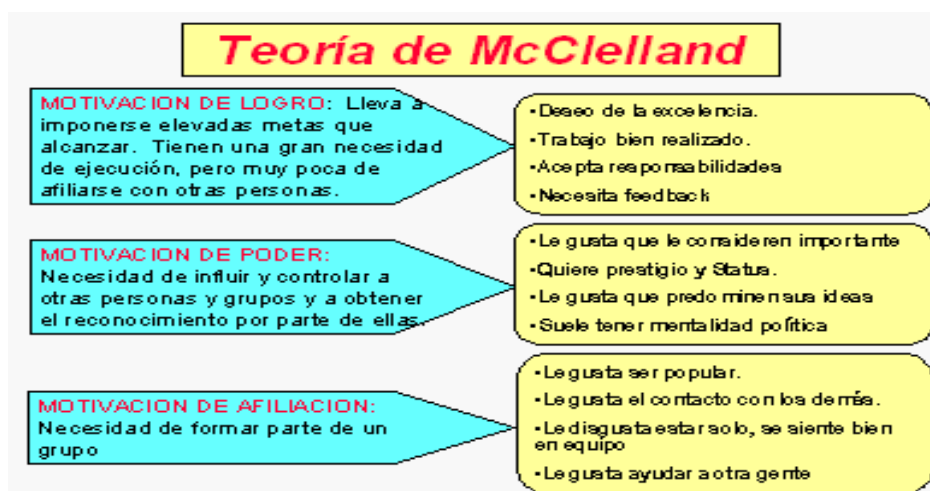 Teoría de McClelland
MOTIVACION DE LOGRO: Lleva a
imponerse elevadas metas que
alcanzar. Tienen una gran necesidad
de ejecución, pero muy poca de
afiliarse con otras personas.
•Deseo de la excelencia.
•Trabajo bien realizado.
•Acepta responsabilidades
•Necesita feedback
MOTIVACION DE PODER:
Necesidad de influir y controlar a
otras personas y grupos y a obtener
el reconocimiento por parte de ellas.
•Le gusta que le consideren importante
•Quiere prestigio y Status.
•Le gusta que predominen sus ideas
•Suele tener mentalidad política
MOTIVACION DE AFILIACION:
Necesidad de formar parte de un
grupo
•Le gusta ser popular.
•Le gusta el contacto con los demás.
•Le disgusta estar solo, se siente bien
en equipo
•Le gusta ayudar a otra gente